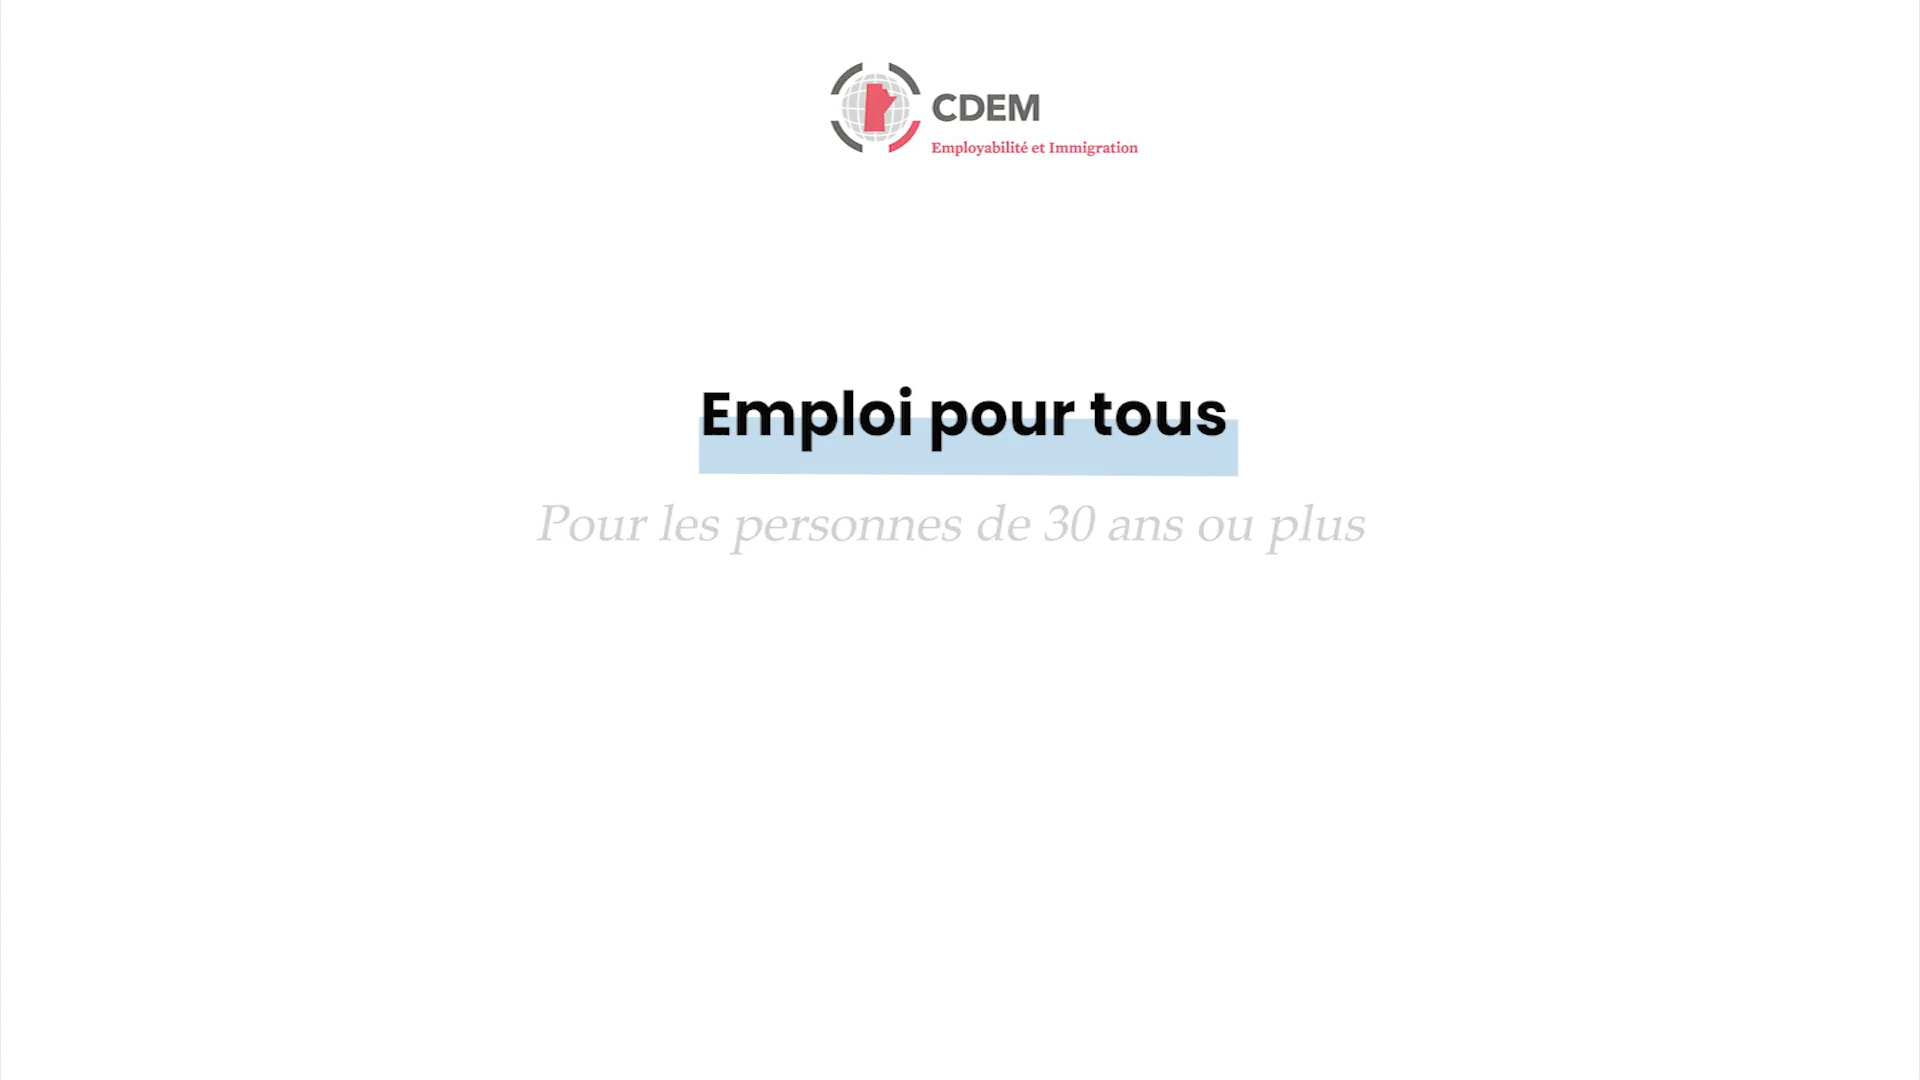 CDEM
Employabilité et Immigration
Emploi pour tous
Pour les personnes de 30 ans ou plus